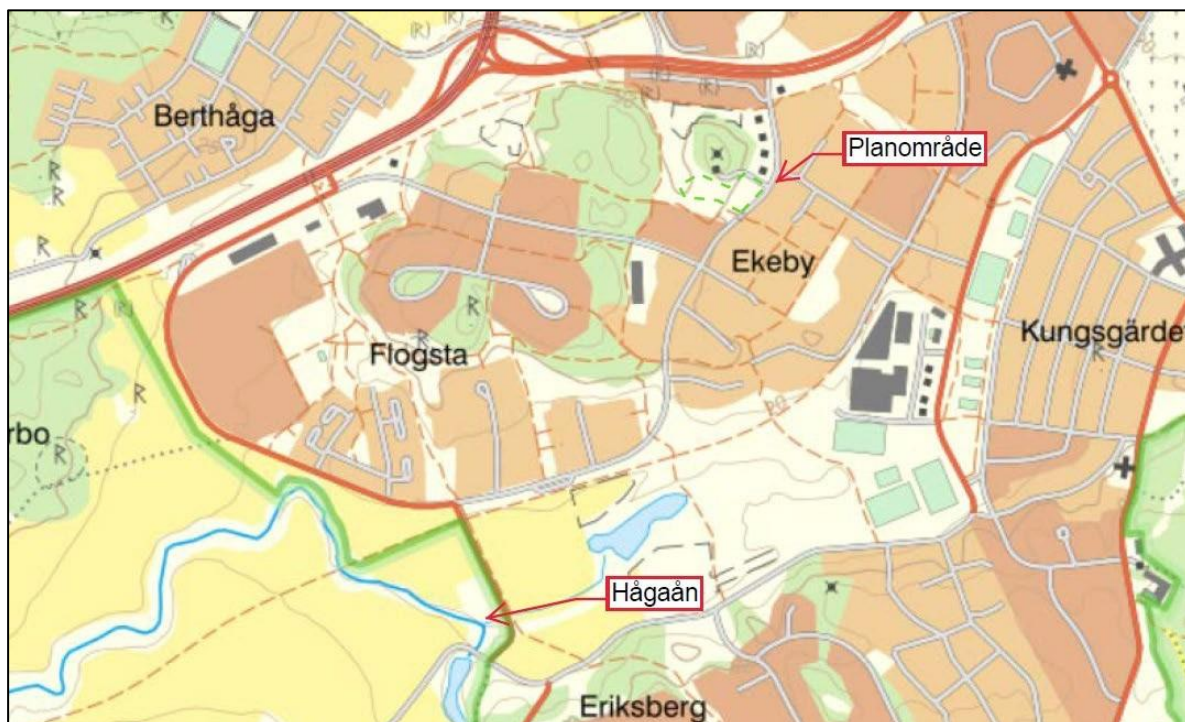 Berthåga
Planområde
Ekeby
Kungsgärde
Flogsta
rbo
Hågaån
Eriksberg
(R)
(R)
(R)
(R)
(R)
R
R
R
R
R
R
R
R
R
R